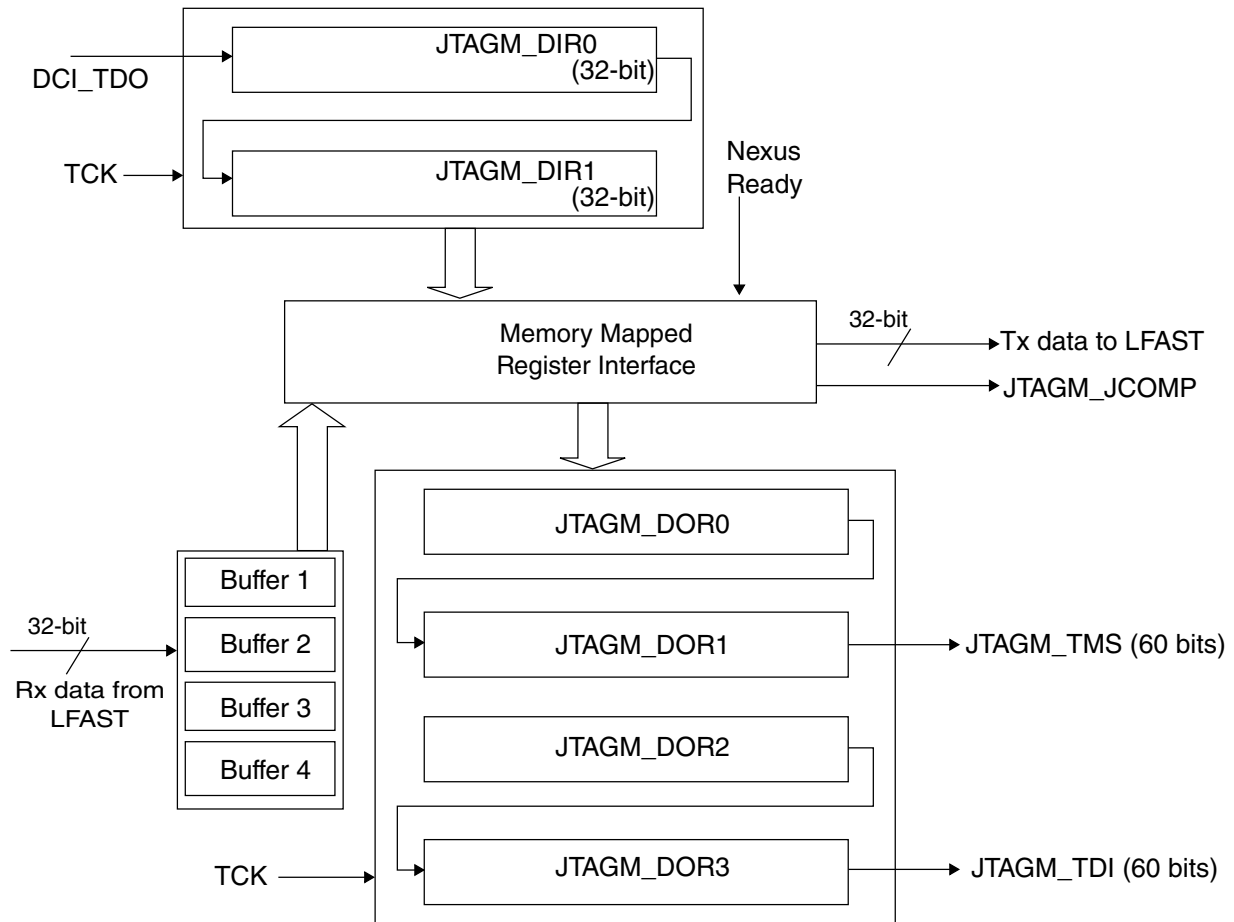 JTAGM_DIR0
(32-bit)
DCI_TDO
TCK
JTAGM_DIR1
(32-bit)
Nexus
Ready
Memory Mapped
Register Interface
32-bit
Tx data to LFAST
JTAGM_JCOMP
JTAGM_DOR0
Buffer 1
Buffer 2
Buffer 3
Buffer 4
32-bit
Rx data from
LFAST
JTAGM_DOR1
JTAGM_TMS (60 bits)
JTAGM_DOR2
TCK
JTAGM_DOR3
JTAGM_TDI (60 bits)